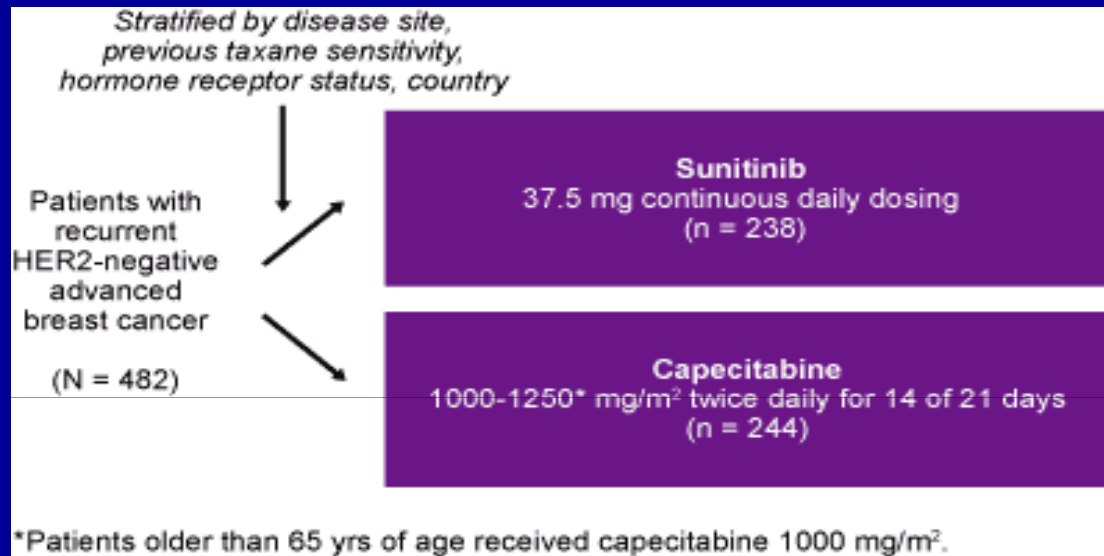 Stratified by disease site,
previous taxane sensitivity,
hormone receptor status, country
Patients with
recurrent
HER2-negative
advanced
breast cancer
(N = 482)
Sunitinib
37.5 mg continuous daily dosing
(n = 238)
Capecitabine
1000-1250* mg/m² twice daily for 14 of 21 days
(n = 244)
*Patients older than 65 yrs of age received capecitabine 1000 mg/m².